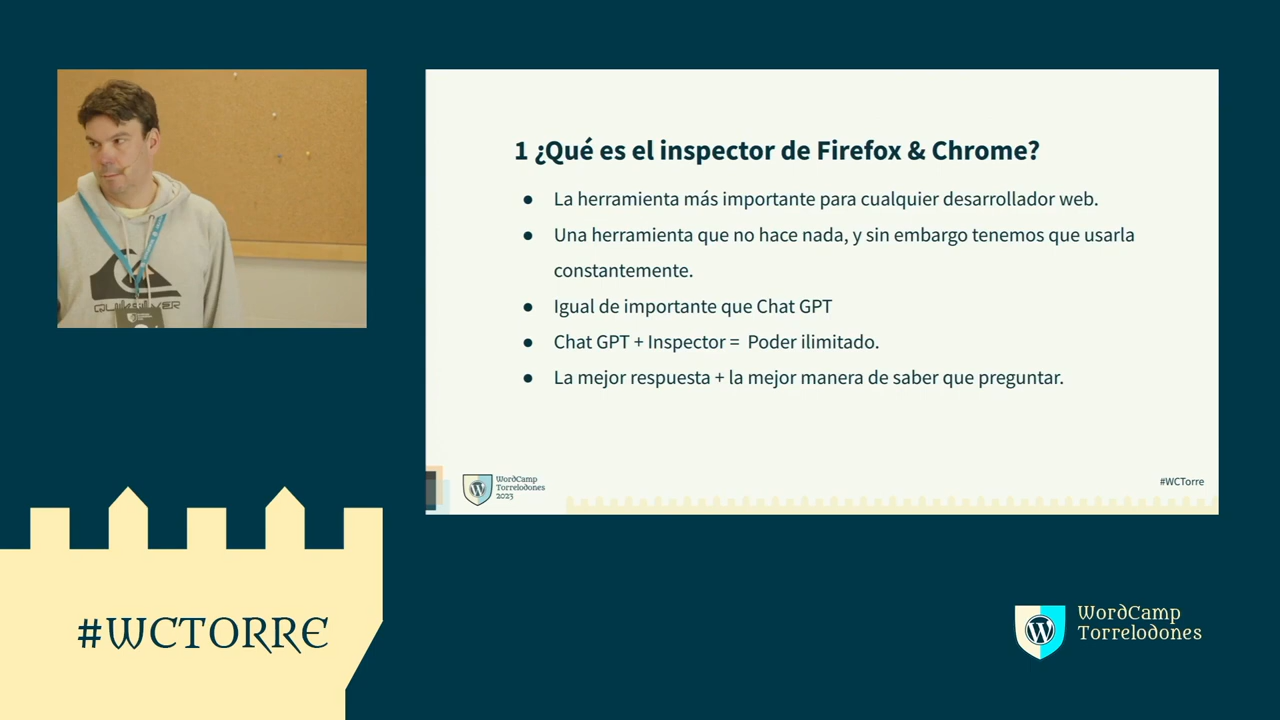 1 ¿Qué es el inspector de Firefox & Chrome?
● La herramienta más importante para cualquier desarrollador web.
● Una herramienta que no hace nada, y sin embargo tenemos que usarla
constantemente.
● Igual de importante que Chat GPT
● Chat GPT + Inspector = Poder ilimitado.
● La mejor respuesta + la mejor manera de saber que preguntar.
WordCamp
Torrelodones
2023
#WCTorre
QUIKSILVER
#WCTORRE
WordCamp
Torrelodones